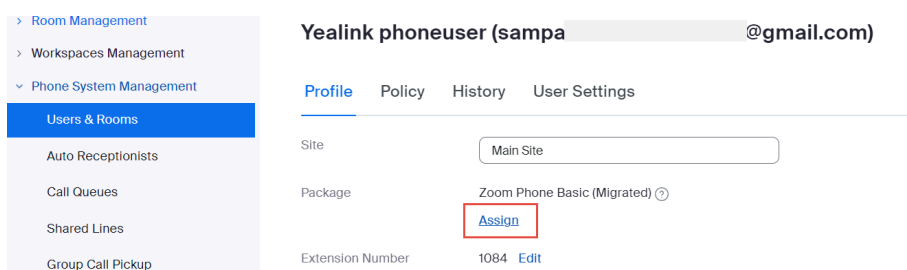 Room Management
Workspaces Management
Phone System Management
Users & Rooms
Auto Receptionists
Call Queues
Shared Lines
Group Call Pickup
Yealink phoneuser (sampa @gmail.com)
Profile Policy History User Settings
Site Main Site
Package Zoom Phone Basic (Migrated) ?
Assign
Extension Number 1084 Edit